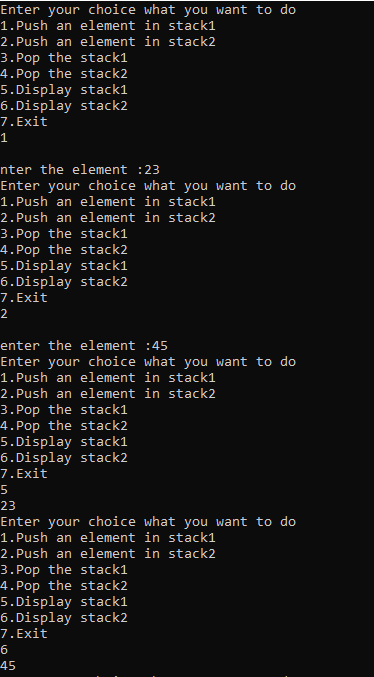 Enter your choice what you want to do
1.Push an element in stack1
2.Push an element in stack2
3.Pop the stack1
4.Pop the stack2
5.Display stack1
6.Display stack2
7.Exit
1
nter the element :23
Enter your choice what you want to do
1.Push an element in stack1
2.Push an element in stack2
3.Pop the stack1
4.Pop the stack2
5.Display stack1
6.Display stack2
7.Exit
2
enter the element :45
Enter your choice what you want to do
1.Push an element in stack1
2.Push an element in stack2
3.Pop the stack1
4.Pop the stack2
5.Display stack1
6.Display stack2
7.Exit
5
23
Enter your choice what you want to do
1.Push an element in stack1
2.Push an element in stack2
3.Pop the stack1
4.Pop the stack2
5.Display stack1
6.Display stack2
7.Exit
6
45